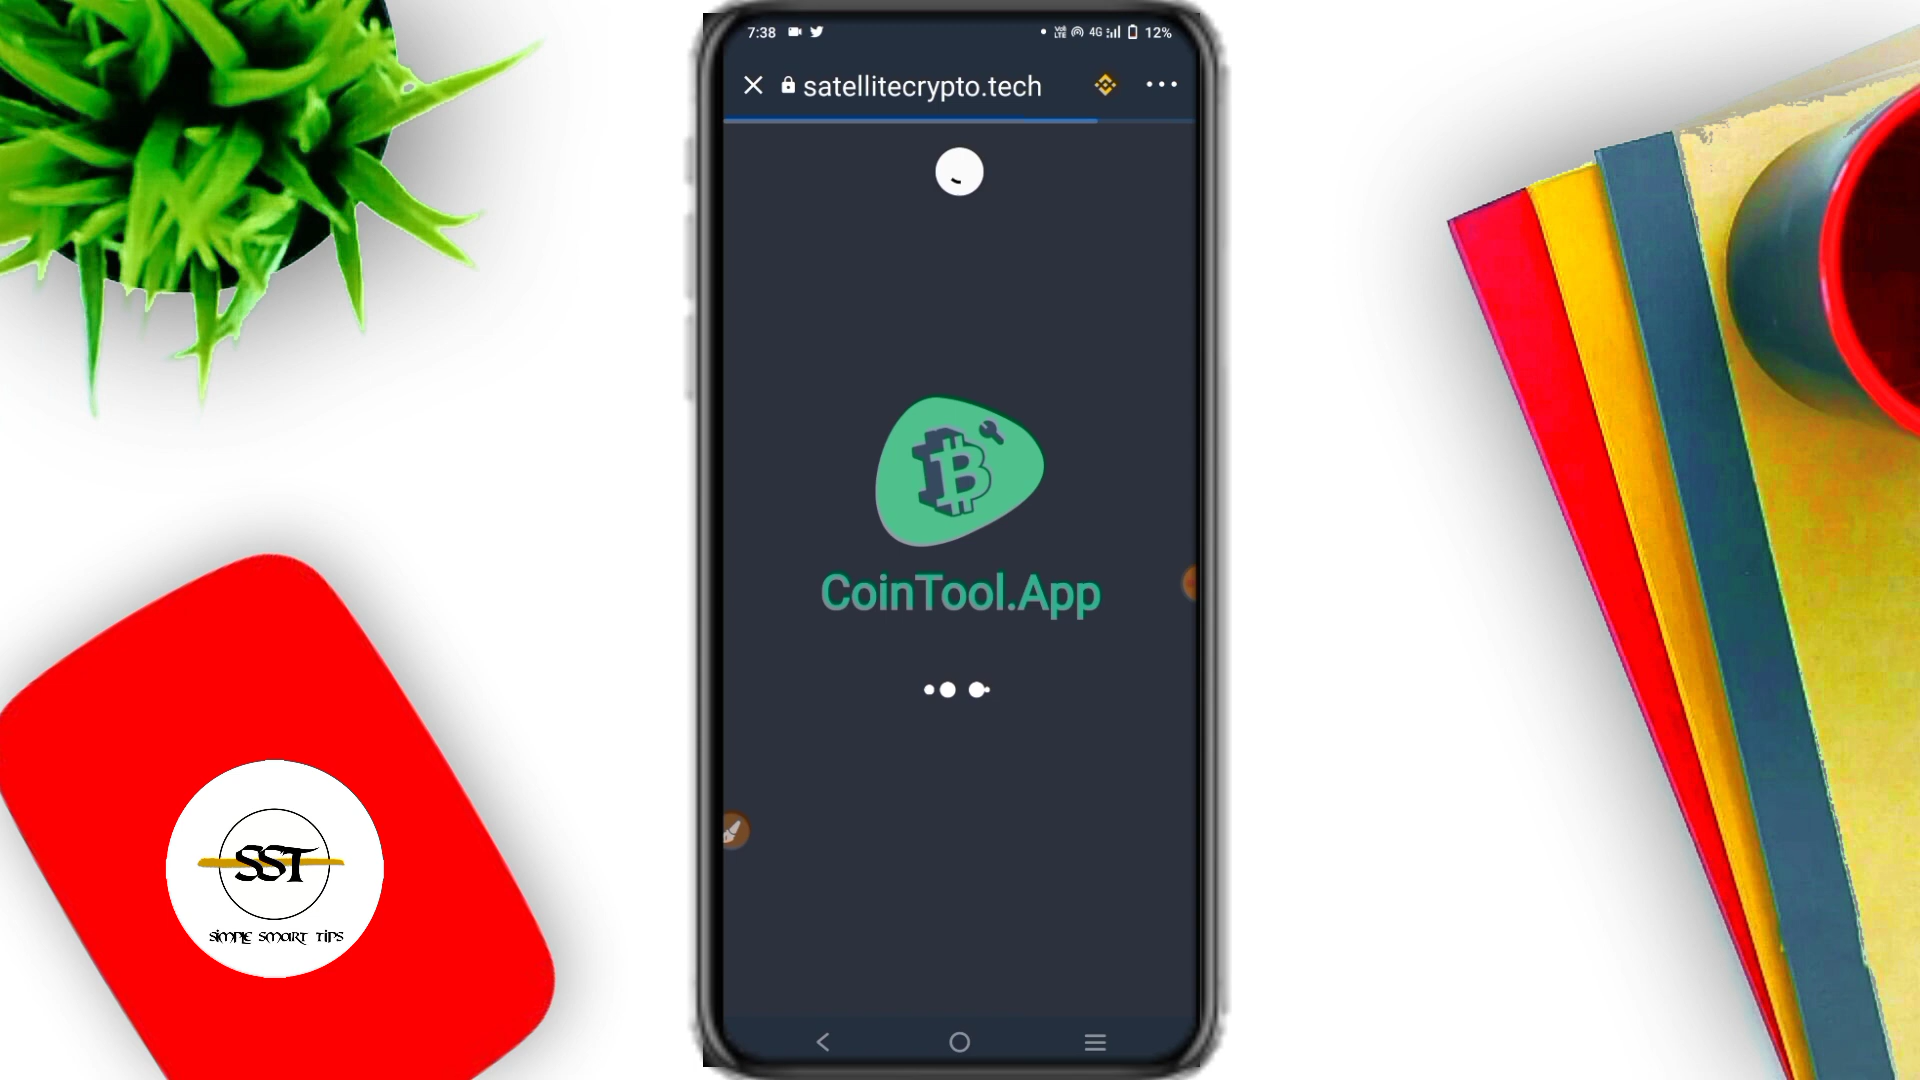 7:38
4G
12%
satellitecrypto.tech
CoinTool.App
SST
SIMPLE SMART TIPS